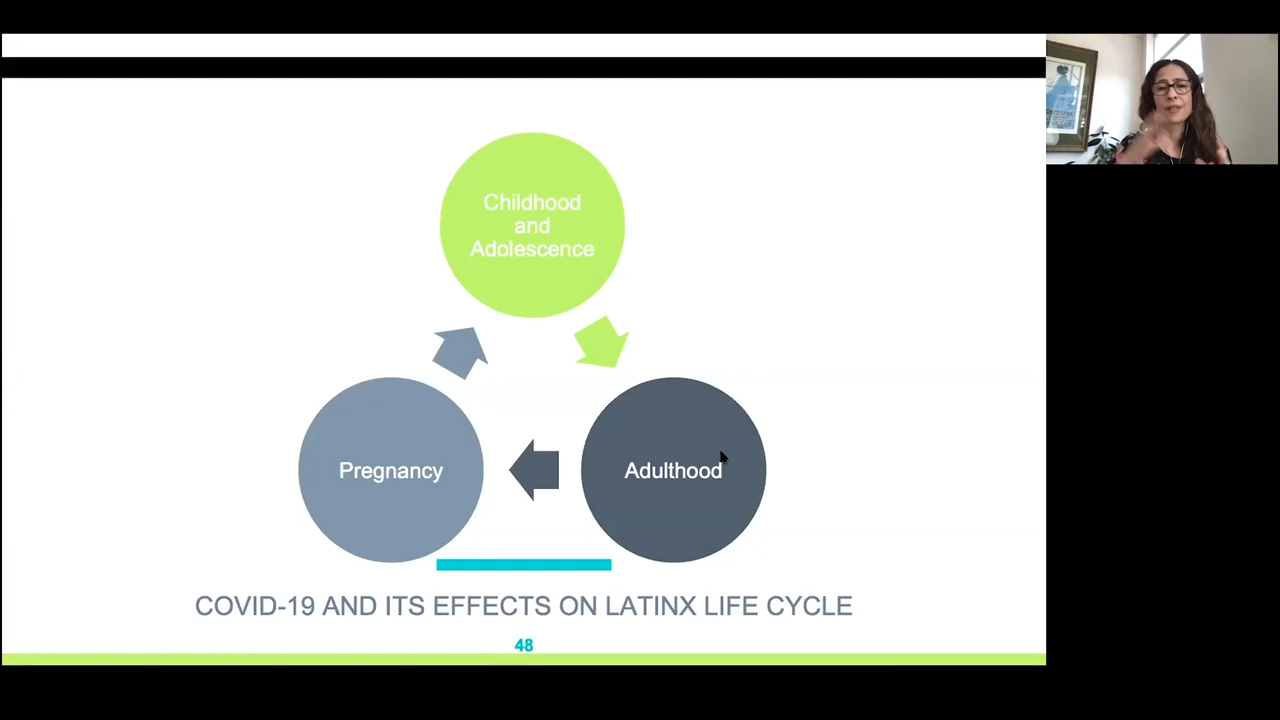 Childhood
and
Adolescence
Pregnancy
Adulthood
COVID-19 AND ITS EFFECTS ON LATINX LIFE CYCLE
48